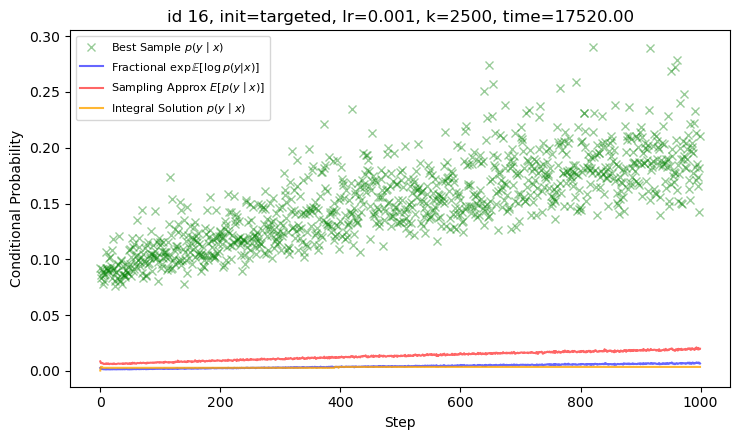 id 16, init=targeted, lr=0.001, k=2500, time=17520.00
0.30
0.25
0.20
0.15
0.10
0.05
0.00
Conditional Probability
Best Sample p(y | x)
Fractional exp𝔼[log p(y|x)]
Sampling Approx E[p(y | x)]
Integral Solution p(y | x)
0 200 400 600 800 1000
Step